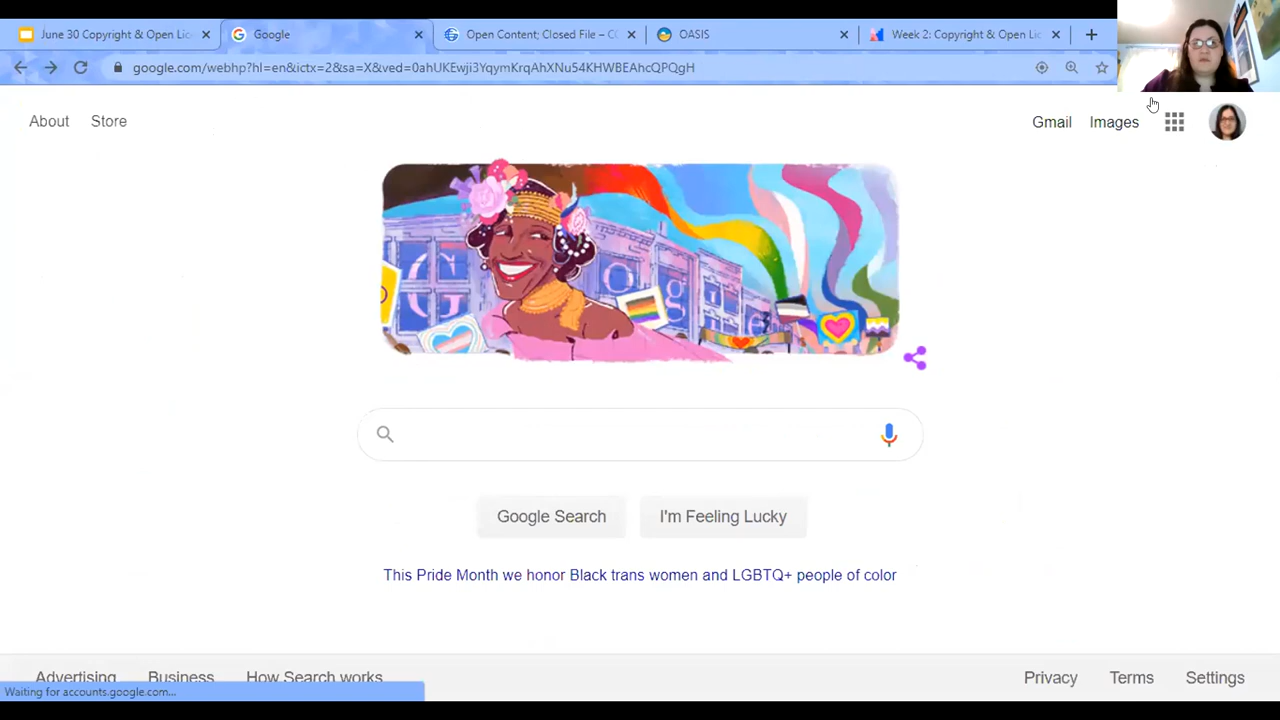 June 30 Copyright & Open Lic
Google
Open Content; Closed File – CC
OASIS
Week 2: Copyright & Open Lic
google.com/webhp?hl=en&ictx=2&sa=X&ved=0ahUKEwji3YqymKrqAhXNu54KHWBEAhcQPQgH
About
Store
Gmail
Images
G o o g l e
Google Search
I'm Feeling Lucky
This Pride Month we honor Black trans women and LGBTQ+ people of color
Advertising
Business
How Search works
Privacy
Terms
Settings
Waiting for accounts.google.com...